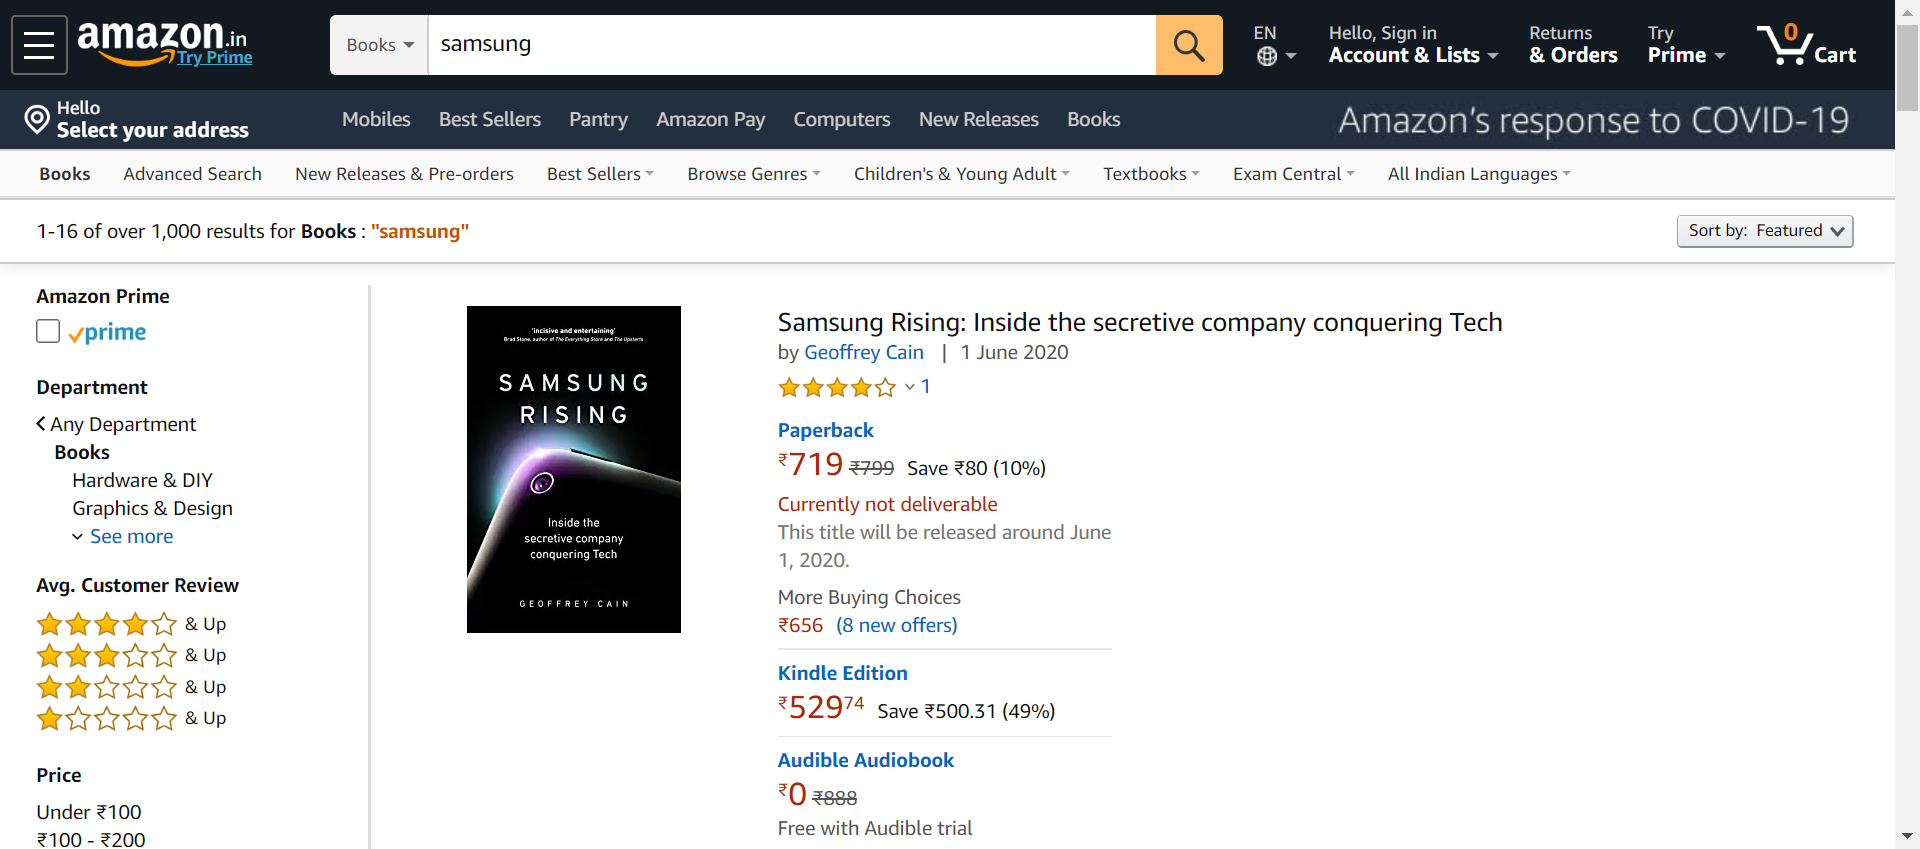 amazon.in
Try Prime
Books
samsung
EN
Hello, Sign in
Account & Lists
Returns
& Orders
Try
Prime
0
Cart
Hello
Select your address
Mobiles
Best Sellers
Pantry
Amazon Pay
Computers
New Releases
Books
Amazon's response to COVID-19
Books
Advanced Search
New Releases & Pre-orders
Best Sellers
Browse Genres
Children's & Young Adult
Textbooks
Exam Central
All Indian Languages
1-16 of over 1,000 results for Books : "samsung"
Sort by: Featured
Amazon Prime
prime
Department
Any Department
Books
Hardware & DIY
Graphics & Design
See more
Avg. Customer Review
& Up
& Up
& Up
& Up
Price
Under ₹100
₹100 - ₹200
'incisive and entertaining'
Brad Stone, author of The Everything Store and The Upstarts
SAMSUNG
RISING
Inside the
secretive company
conquering Tech
GEOFFREY CAIN
Samsung Rising: Inside the secretive company conquering Tech
by Geoffrey Cain | 1 June 2020
1
Paperback
₹719 ₹799 Save ₹80 (10%)
Currently not deliverable
This title will be released around June
1, 2020.
More Buying Choices
₹656 (8 new offers)
Kindle Edition
₹529 74 Save ₹500.31 (49%)
Audible Audiobook
₹0 ₹888
Free with Audible trial